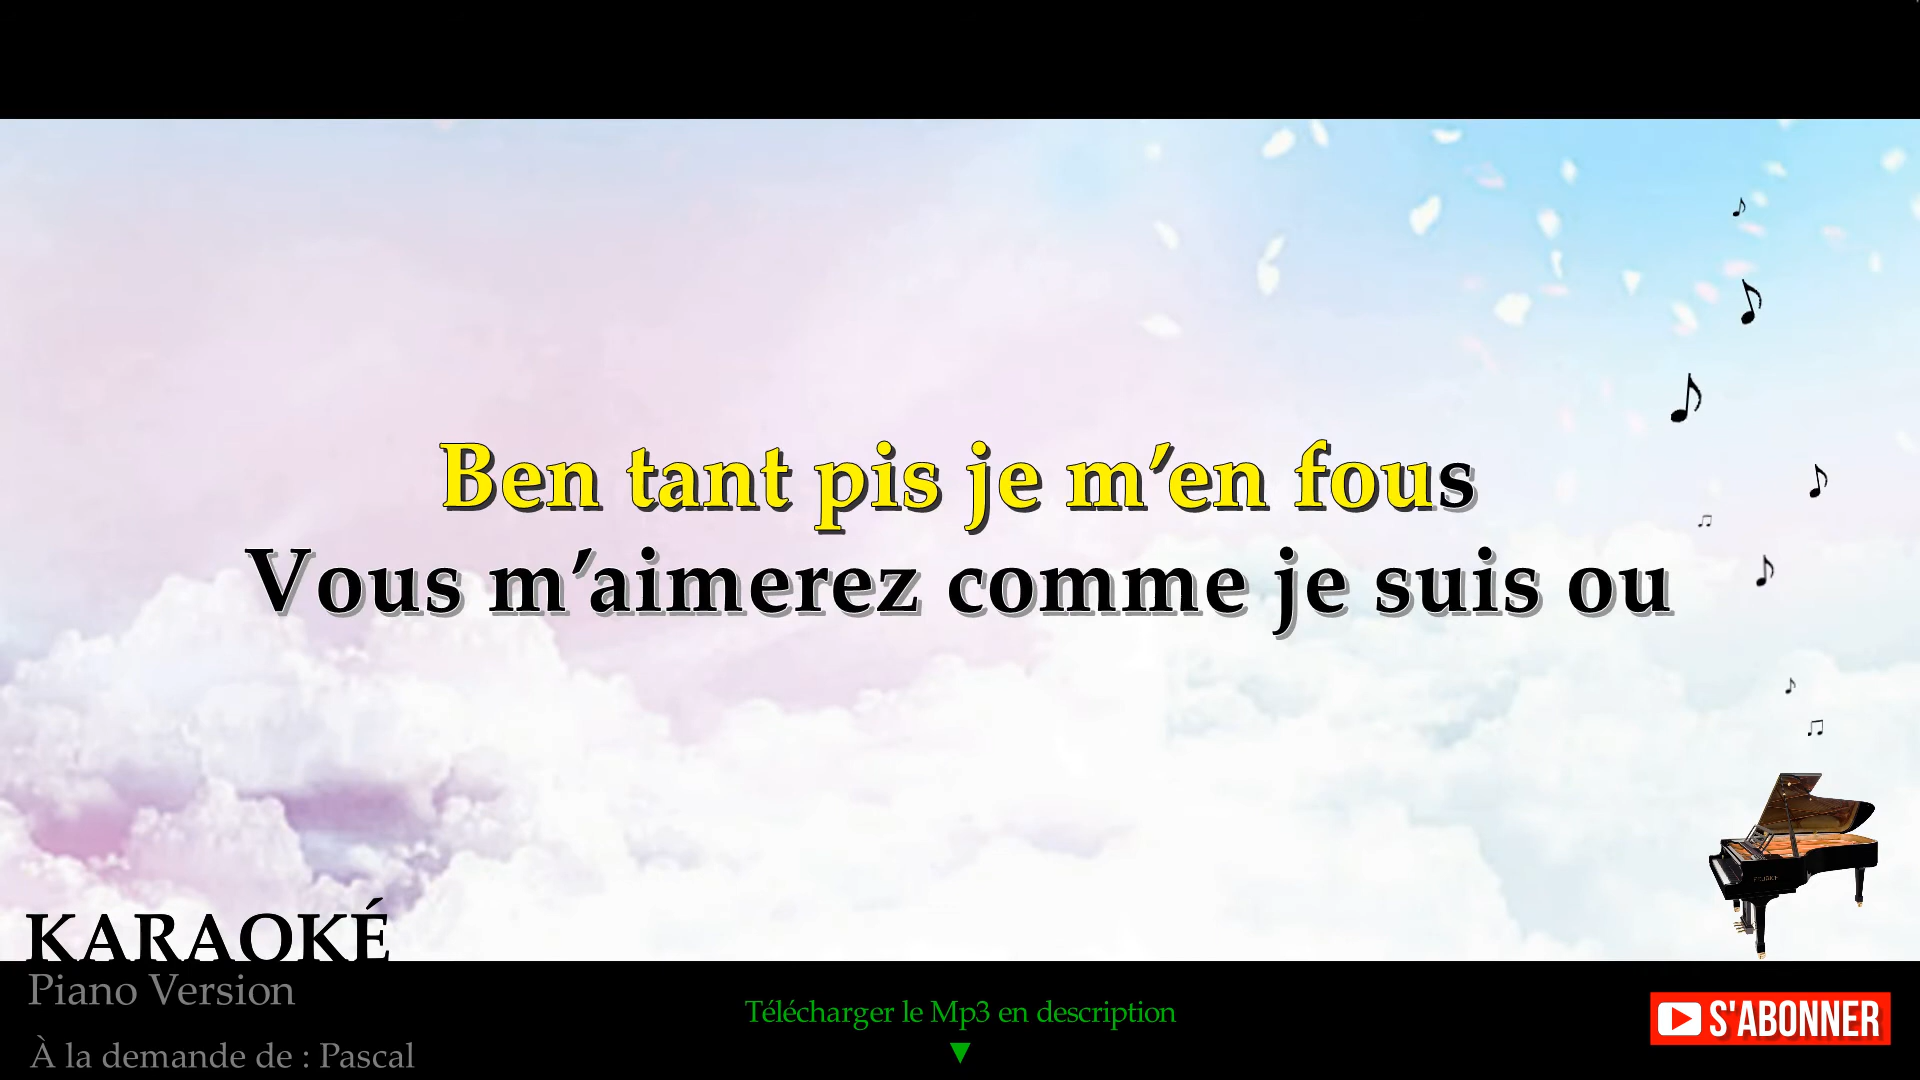 Ben tant pis je m’en fous
Vous m’aimerez comme je suis ou
KARAOKÉ
Piano Version
À la demande de : Pascal
Télécharger le Mp3 en description
▼
S'ABONNER